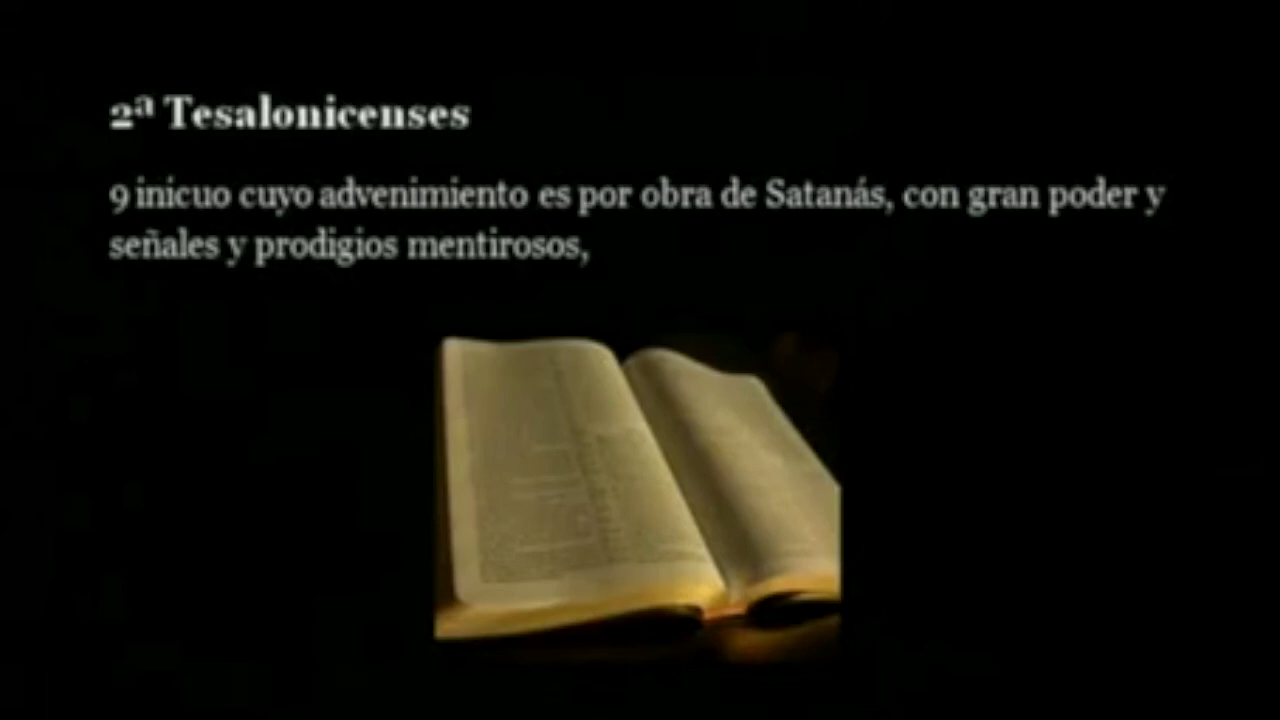 2ª Tesalonicenses
9 inicuo cuyo advenimiento es por obra de Satanás, con gran poder y
señales y prodigios mentirosos,